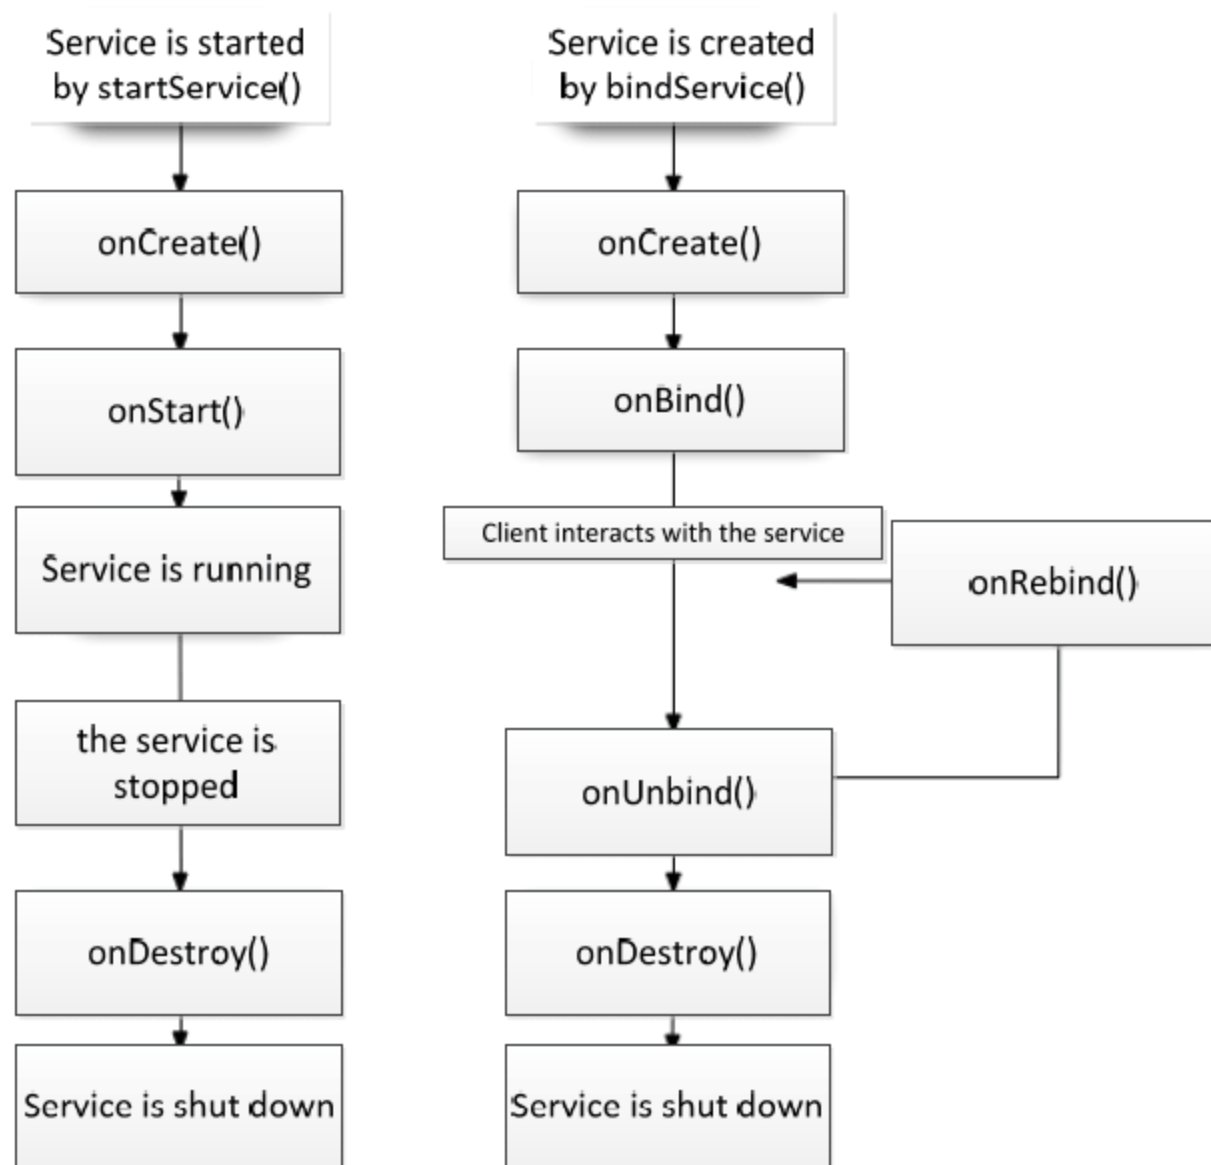 Service is started
by startService()
onCreate()
onStart()
Service is running
the service is
stopped
onDestroy()
Service is shut down
Service is created
by bindService()
onCreate()
onBind()
Client interacts with the service
onRebind()
onUnbind()
onDestroy()
Service is shut down